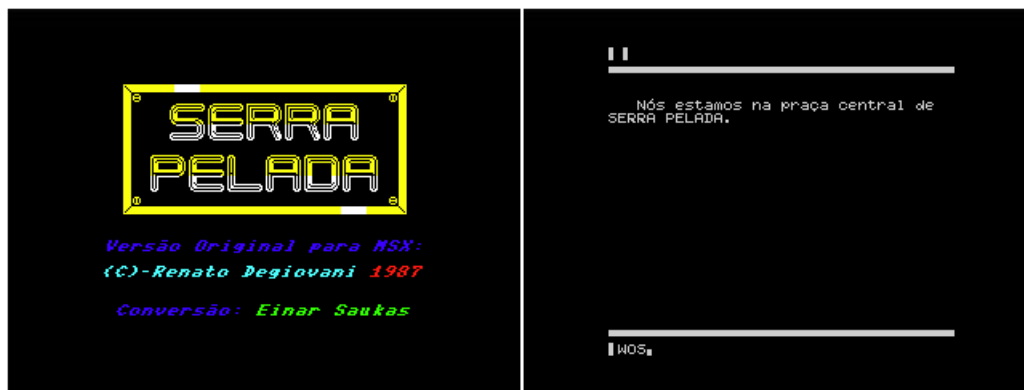 SERRA
PELADA
Versão Original para MSX:
(C)-Renato Degiovani 1987
Conversão: Einar Saukas
Nós estamos na praça central de
SERRA PELADA.
WOS